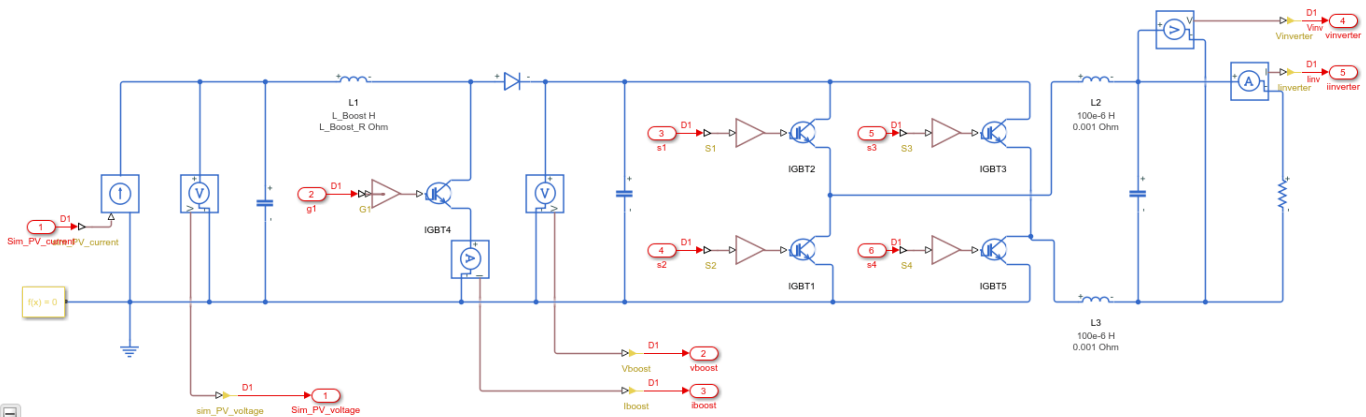 D1
Vinv
4
Vinverter
vinverter
D1
Iinv
5
Iinverter
iinverter
V
A
L1
L_Boost H
L_Boost_R Ohm
L2
100e-6 H
0.001 Ohm
3
D1
s1
S1
IGBT2
5
D1
s3
S3
IGBT3
V
2
D1
g1
G1
IGBT4
V
1
D1
Sim_PV_current
4
D1
s2
S2
IGBT1
6
D1
s4
S4
IGBT5
A
f(x) = 0
L3
100e-6 H
0.001 Ohm
D1
2
Vboost
vboost
D1
3
Iboost
iboost
D1
1
sim_PV_voltage
Sim_PV_voltage